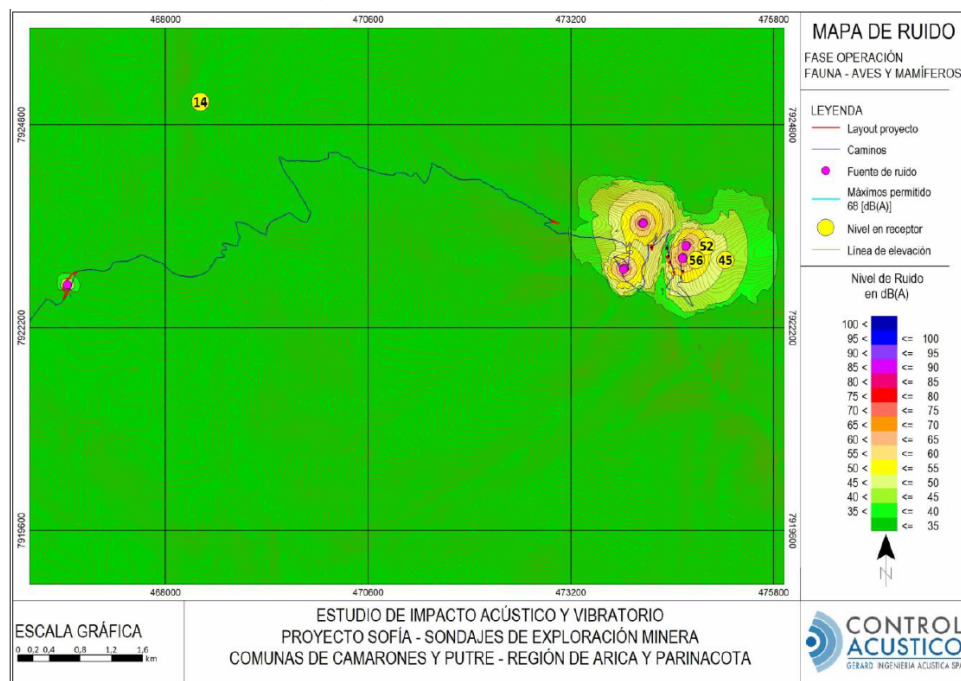 468000 470600 473200 475800
7924800
7922200
7919600
14
52
56
45
7924800
7922200
7919600
468000 470600 473200 475800
MAPA DE RUIDO
FASE OPERACIÓN
FAUNA - AVES Y MAMÍFEROS
LEYENDA
Layout proyecto
Caminos
Fuente de ruido
Máximos permitido
68 [dB(A)]
Nivel en receptor
Línea de elevación
Nivel de Ruido
en dB(A)
100 <
95 < <= 100
90 < <= 95
85 < <= 90
80 < <= 85
75 < <= 80
70 < <= 75
65 < <= 70
60 < <= 65
55 < <= 60
50 < <= 55
45 < <= 50
40 < <= 45
35 < <= 40
<= 35
N
ESCALA GRÁFICA
0 0,2 0,4 0,8 1,2 1,6
km
ESTUDIO DE IMPACTO ACÚSTICO Y VIBRATORIO
PROYECTO SOFÍA - SONDAJES DE EXPLORACIÓN MINERA
COMUNAS DE CAMARONES Y PUTRE - REGIÓN DE ARICA Y PARINACOTA
CONTROL
ACUSTICO
GERARD INGENIERIA ACUSTICA SPA